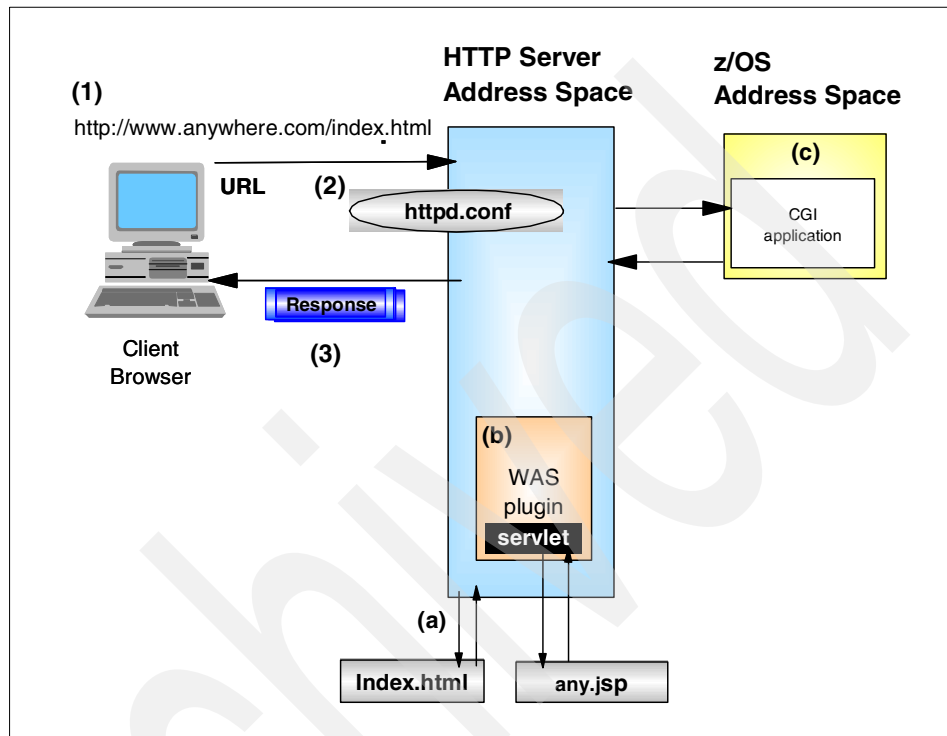 HTTP Server
Address Space
z/OS
Address Space
(1)
http://www.anywhere.com/index.html
URL
(2)
httpd.conf
(c)
CGI
application
Response
(3)
Client
Browser
(b)
WAS
plugin
servlet
(a)
Index.html
any.jsp